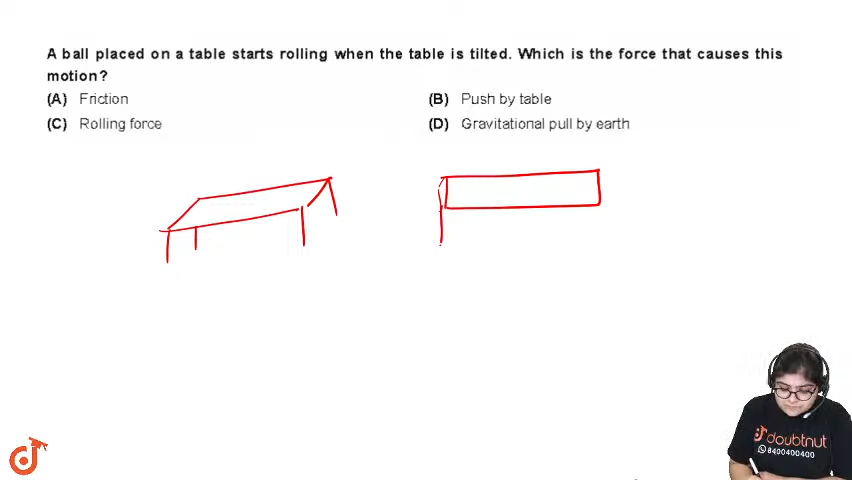 A ball placed on a table starts rolling when the table is tilted. Which is the force that causes this
motion?
(A) Friction
(B) Push by table
(C) Rolling force
(D) Gravitational pull by earth
doubtnut
8400400400